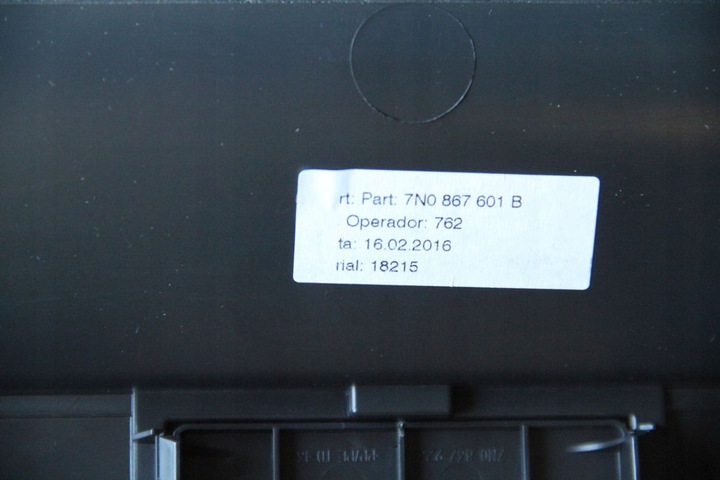 rt: Part: 7N0 867 601 B
Operador: 762
ta: 16.02.2016
rial: 18215